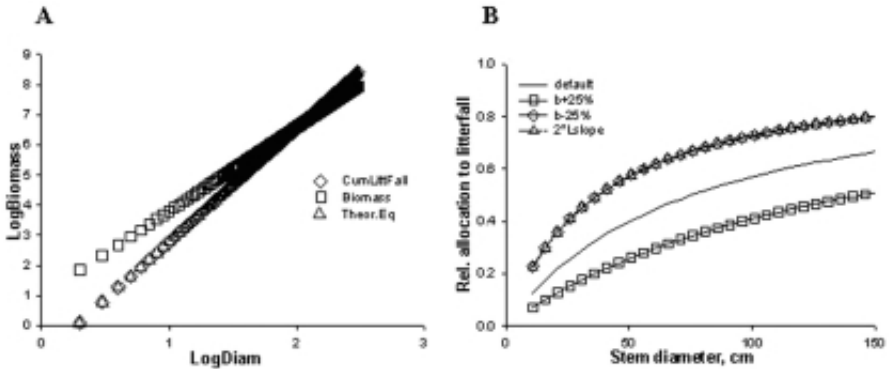 A
B
LogBiomass
9
8
7
6
5
4
3
2
1
0
CumLittFall
Biomass
Theor.Eq
0
1
2
3
LogDiam
Rel. allocation to litterfall
1.0
0.8
0.6
0.4
0.2
0.0
default
b+25%
b-25%
2*Lslope
0
50
100
150
Stem diameter, cm